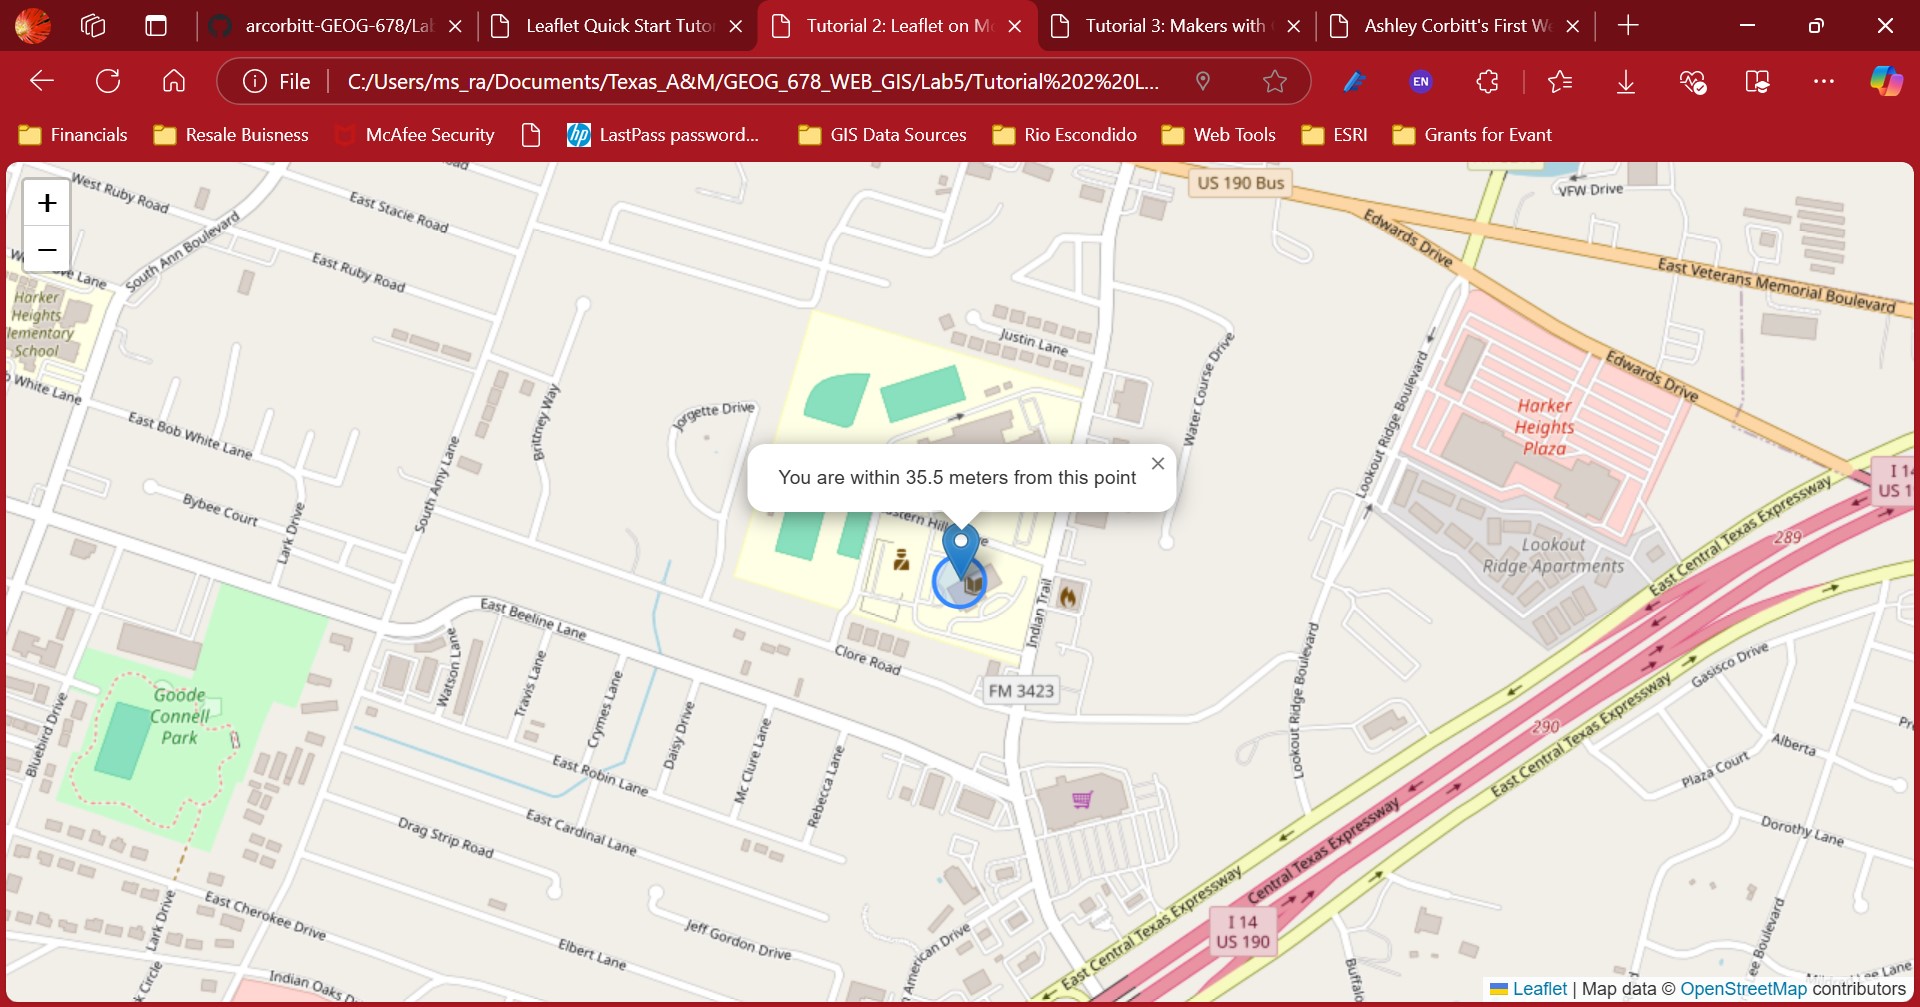 arcorbitt-GEOG-678/La
Leaflet Quick Start Tuto
Tutorial 2: Leaflet on M
Tutorial 3: Makers with
Ashley Corbitt's First W
File
C:/Users/ms_ra/Documents/Texas_A&M/GEOG_678_WEB_GIS/Lab5/Tutorial%202%20L...
EN
Financials
Resale Buisness
McAfee Security
hp
LastPass password...
GIS Data Sources
Rio Escondido
Web Tools
ESRI
Grants for Evant
+
−
West Ruby Road
East Stacie Road
South Ann Boulevard
East Ruby Road
Harker
Heights
Elementary
School
Bob White Lane
East Bob White Lane
Bybee Court
Lark Drive
South Amy Lane
Brittney Way
Jorgette Drive
Justin Lane
US 190 Bus
VFW Drive
Edwards Drive
East Veterans Memorial Boulevard
Edwards Drive
Water Course Drive
Lookout Ridge Boulevard
Harker
Heights
Plaza
I 14
US 1
You are within 35.5 meters from this point
×
Lookout
Ridge Apartments
East Central Texas Expressway
289
Indian Trail
East Beeline Lane
Watson Lane
Travis Lane
Crymes Lane
Daisy Drive
Mc Clure Lane
Rebecca Lane
Clore Road
FM 3423
Lookout Ridge Boulevard
Gasisco Drive
290
East Central Texas Expressway
Goode
Connell
Park
Bluebird Drive
East Robin Lane
East Cardinal Lane
Drag Strip Road
Alberta
Plaza Court
Dorothy Lane
Central Texas Expressway
East Central Texas Expressway
East Cherokee Drive
Lark Drive
Jeff Gordon Drive
Elbert Lane
American Drive
Indian Oaks D
Circle
I 14
US 190
East Central Texas Expressway
Buffalo
ee Boulevard
Lee Lane
Leaflet | Map data © OpenStreetMap contributors